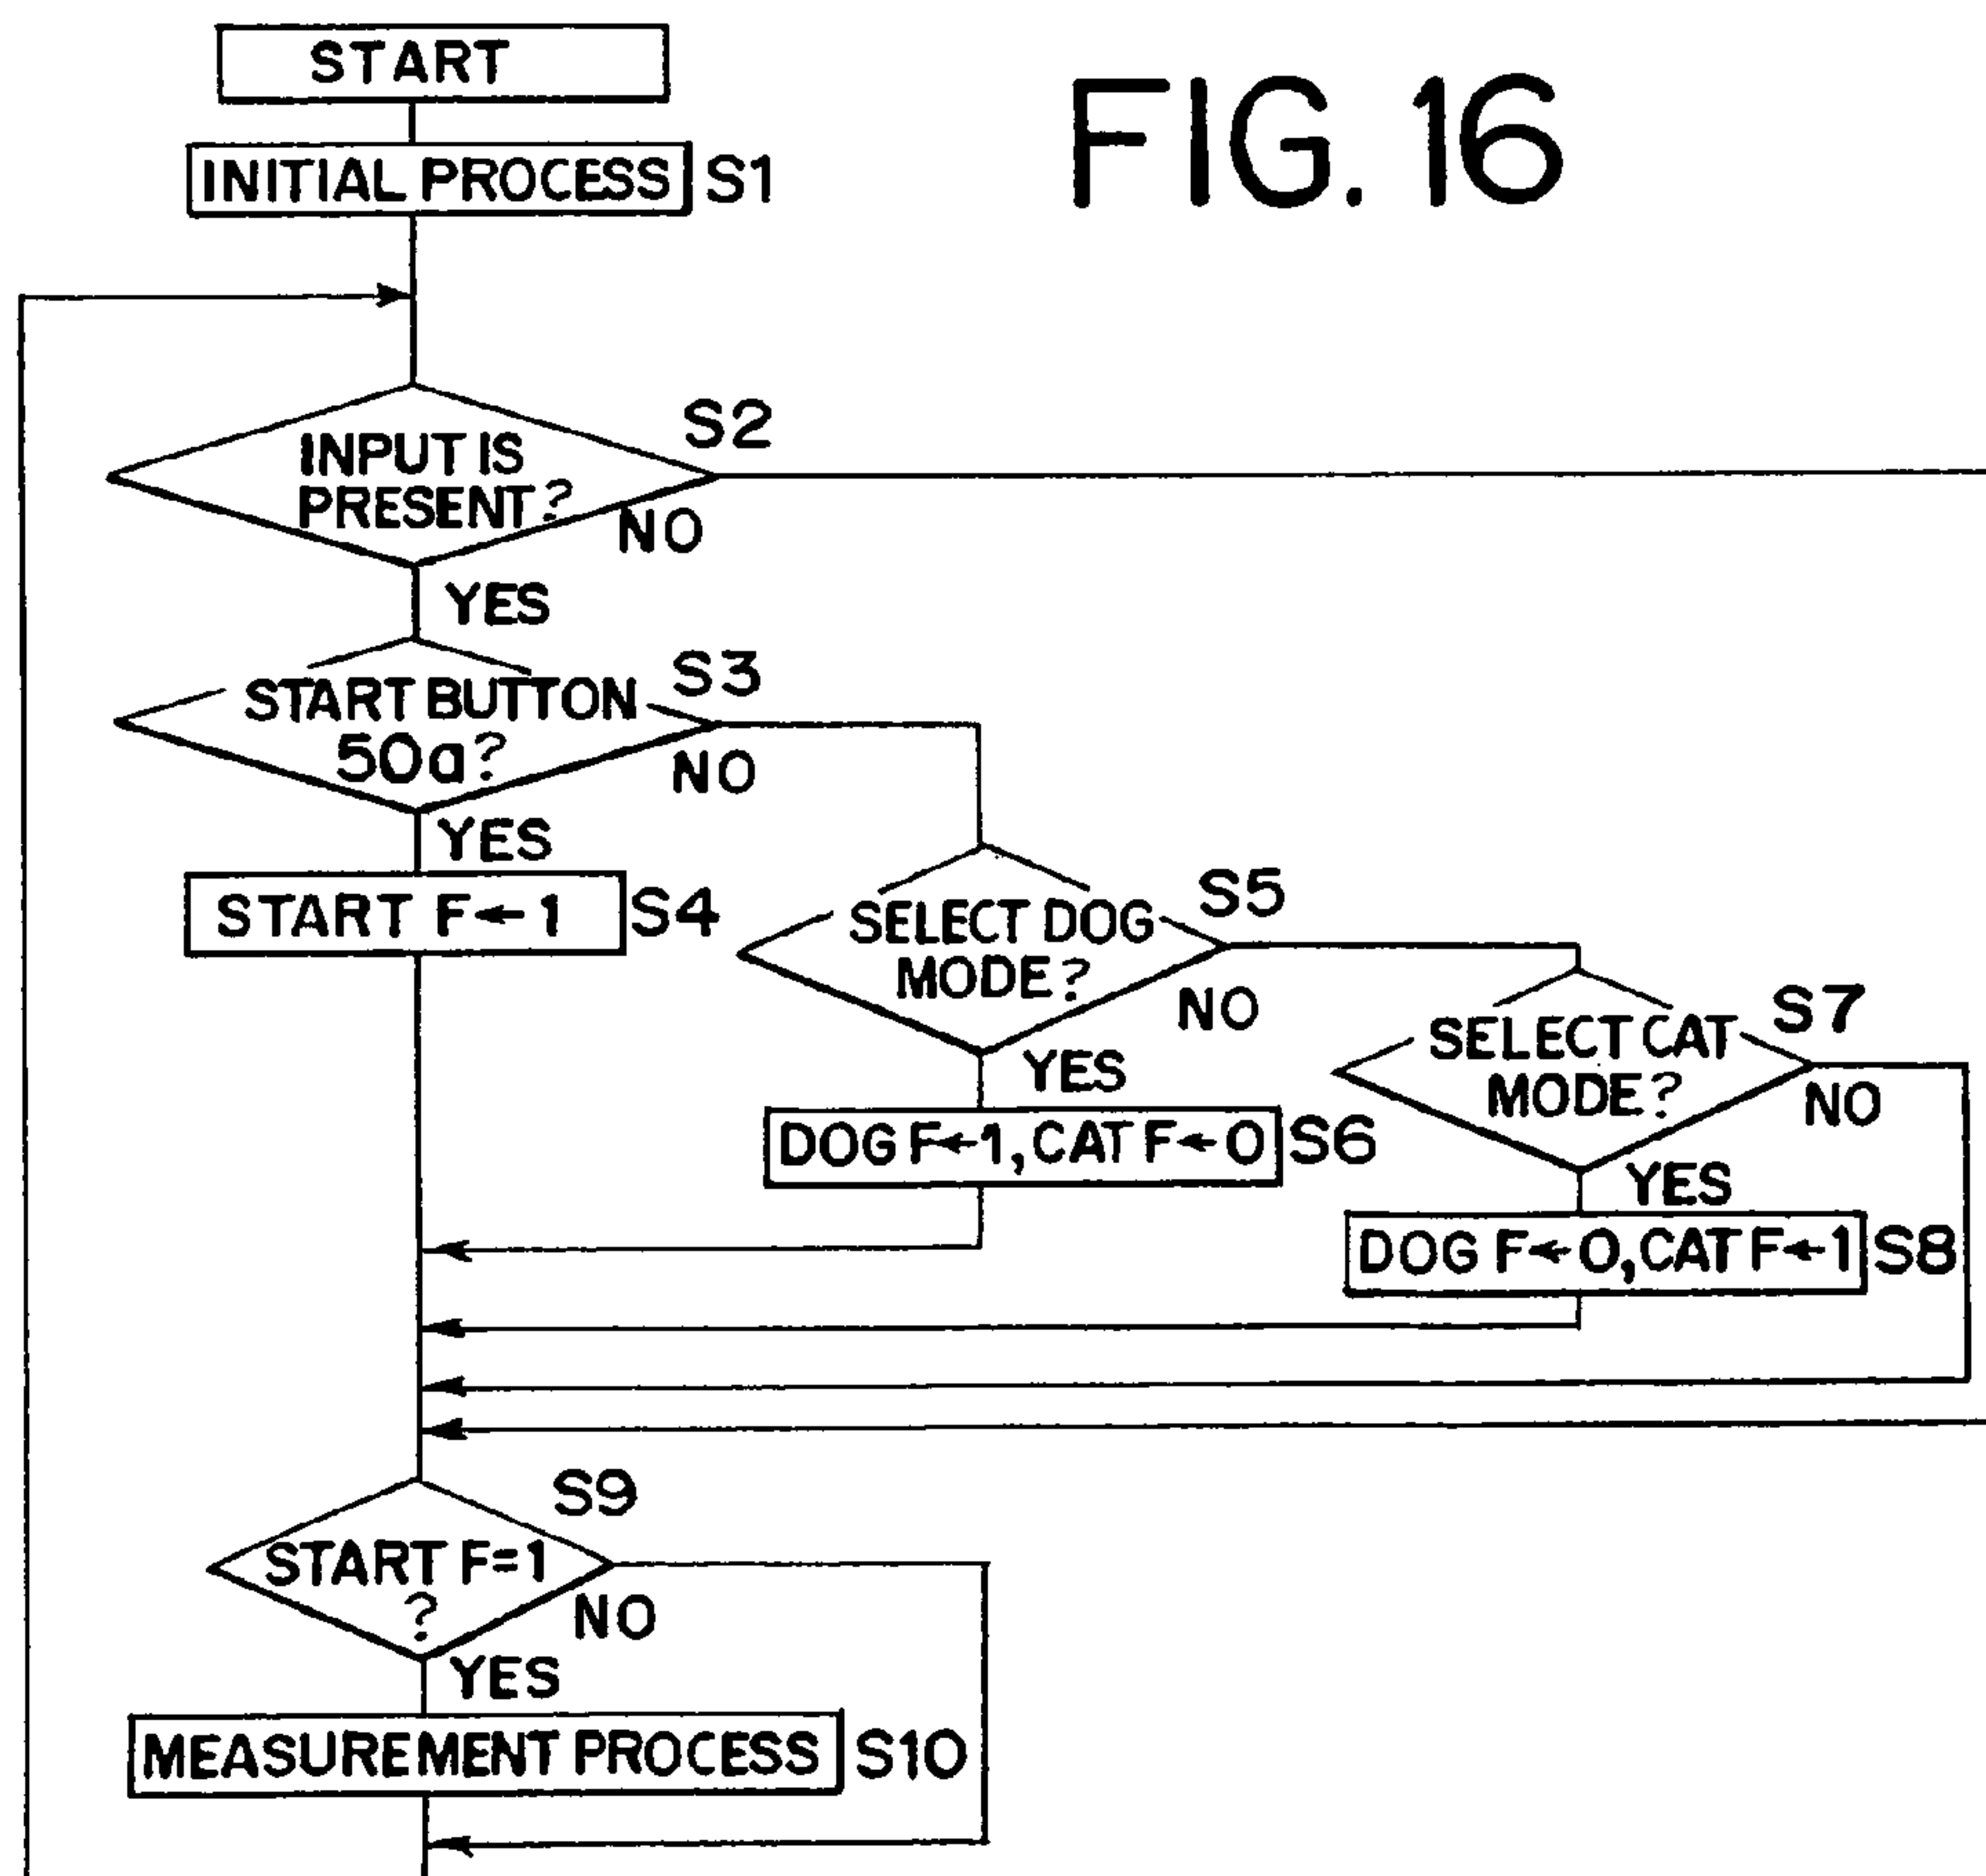 START
FIG. 16
INITIAL PROCESS S1
S2
INPUT IS
PRESENT?
NO
YES
S3
START BUTTON
50a?
NO
YES
START F←1 S4
S5
SELECT DOG
MODE?
NO
YES
S7
SELECT CAT
MODE?
NO
YES
DOG F←1, CAT F←0 S6
DOG F←0, CAT F←1 S8
S9
START F=1
?
NO
YES
MEASUREMENT PROCESS S10